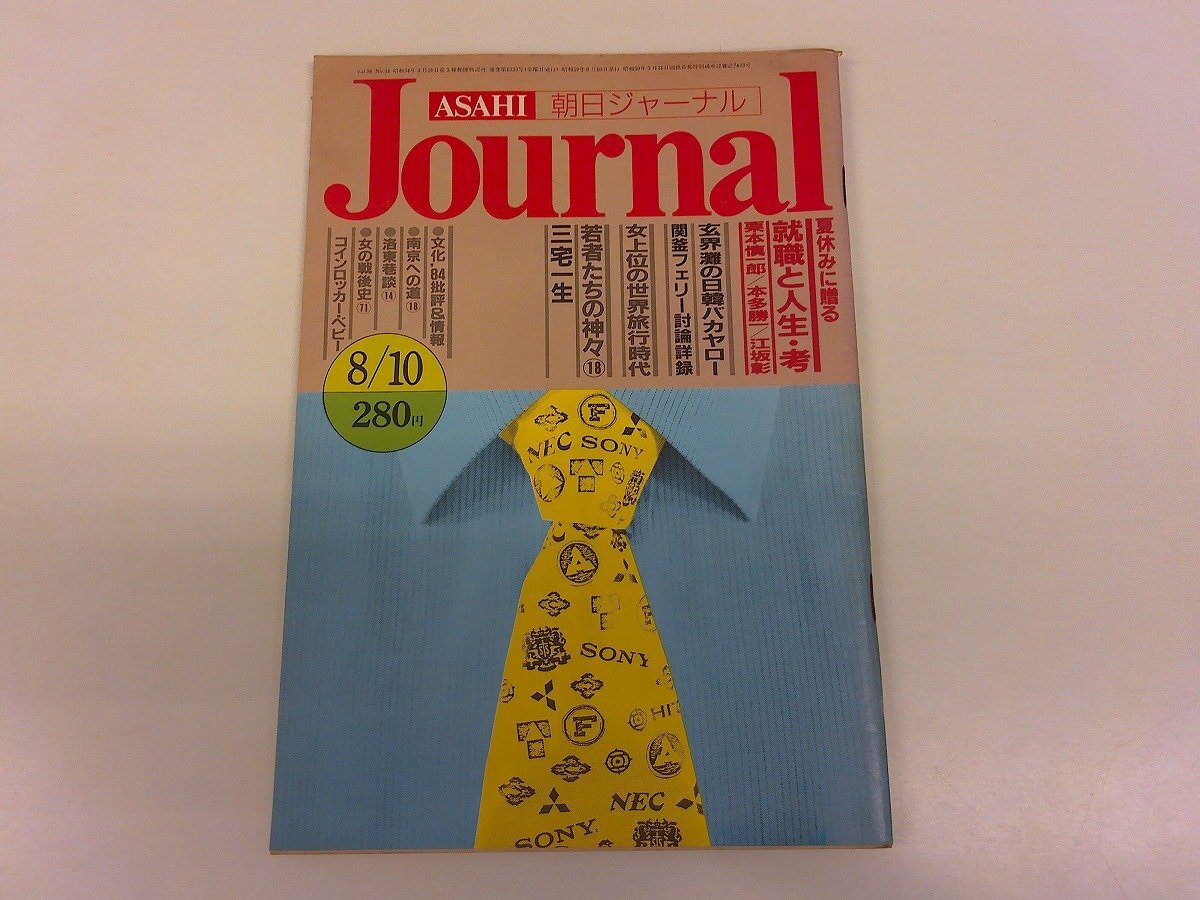 ASAHI 朝日ジャーナル
Journal
夏休みに贈る
就職と人生・考
栗本慎一郎/本多勝一/江坂彰
玄界灘の日韓バカヤロー
関釜フェリー討論詳録
女上位の世界旅行時代
若者たちの神々⑱
三宅一生
●文化・'84批評&情報
●南京への道⑱
●洛東巷談⑭
●女の戦後史(71)
コインロッカー・ベビー
8/10
280円
F
NEC SONY
T
A
T
SONY
F
HIT
T
A
NEC
SONY